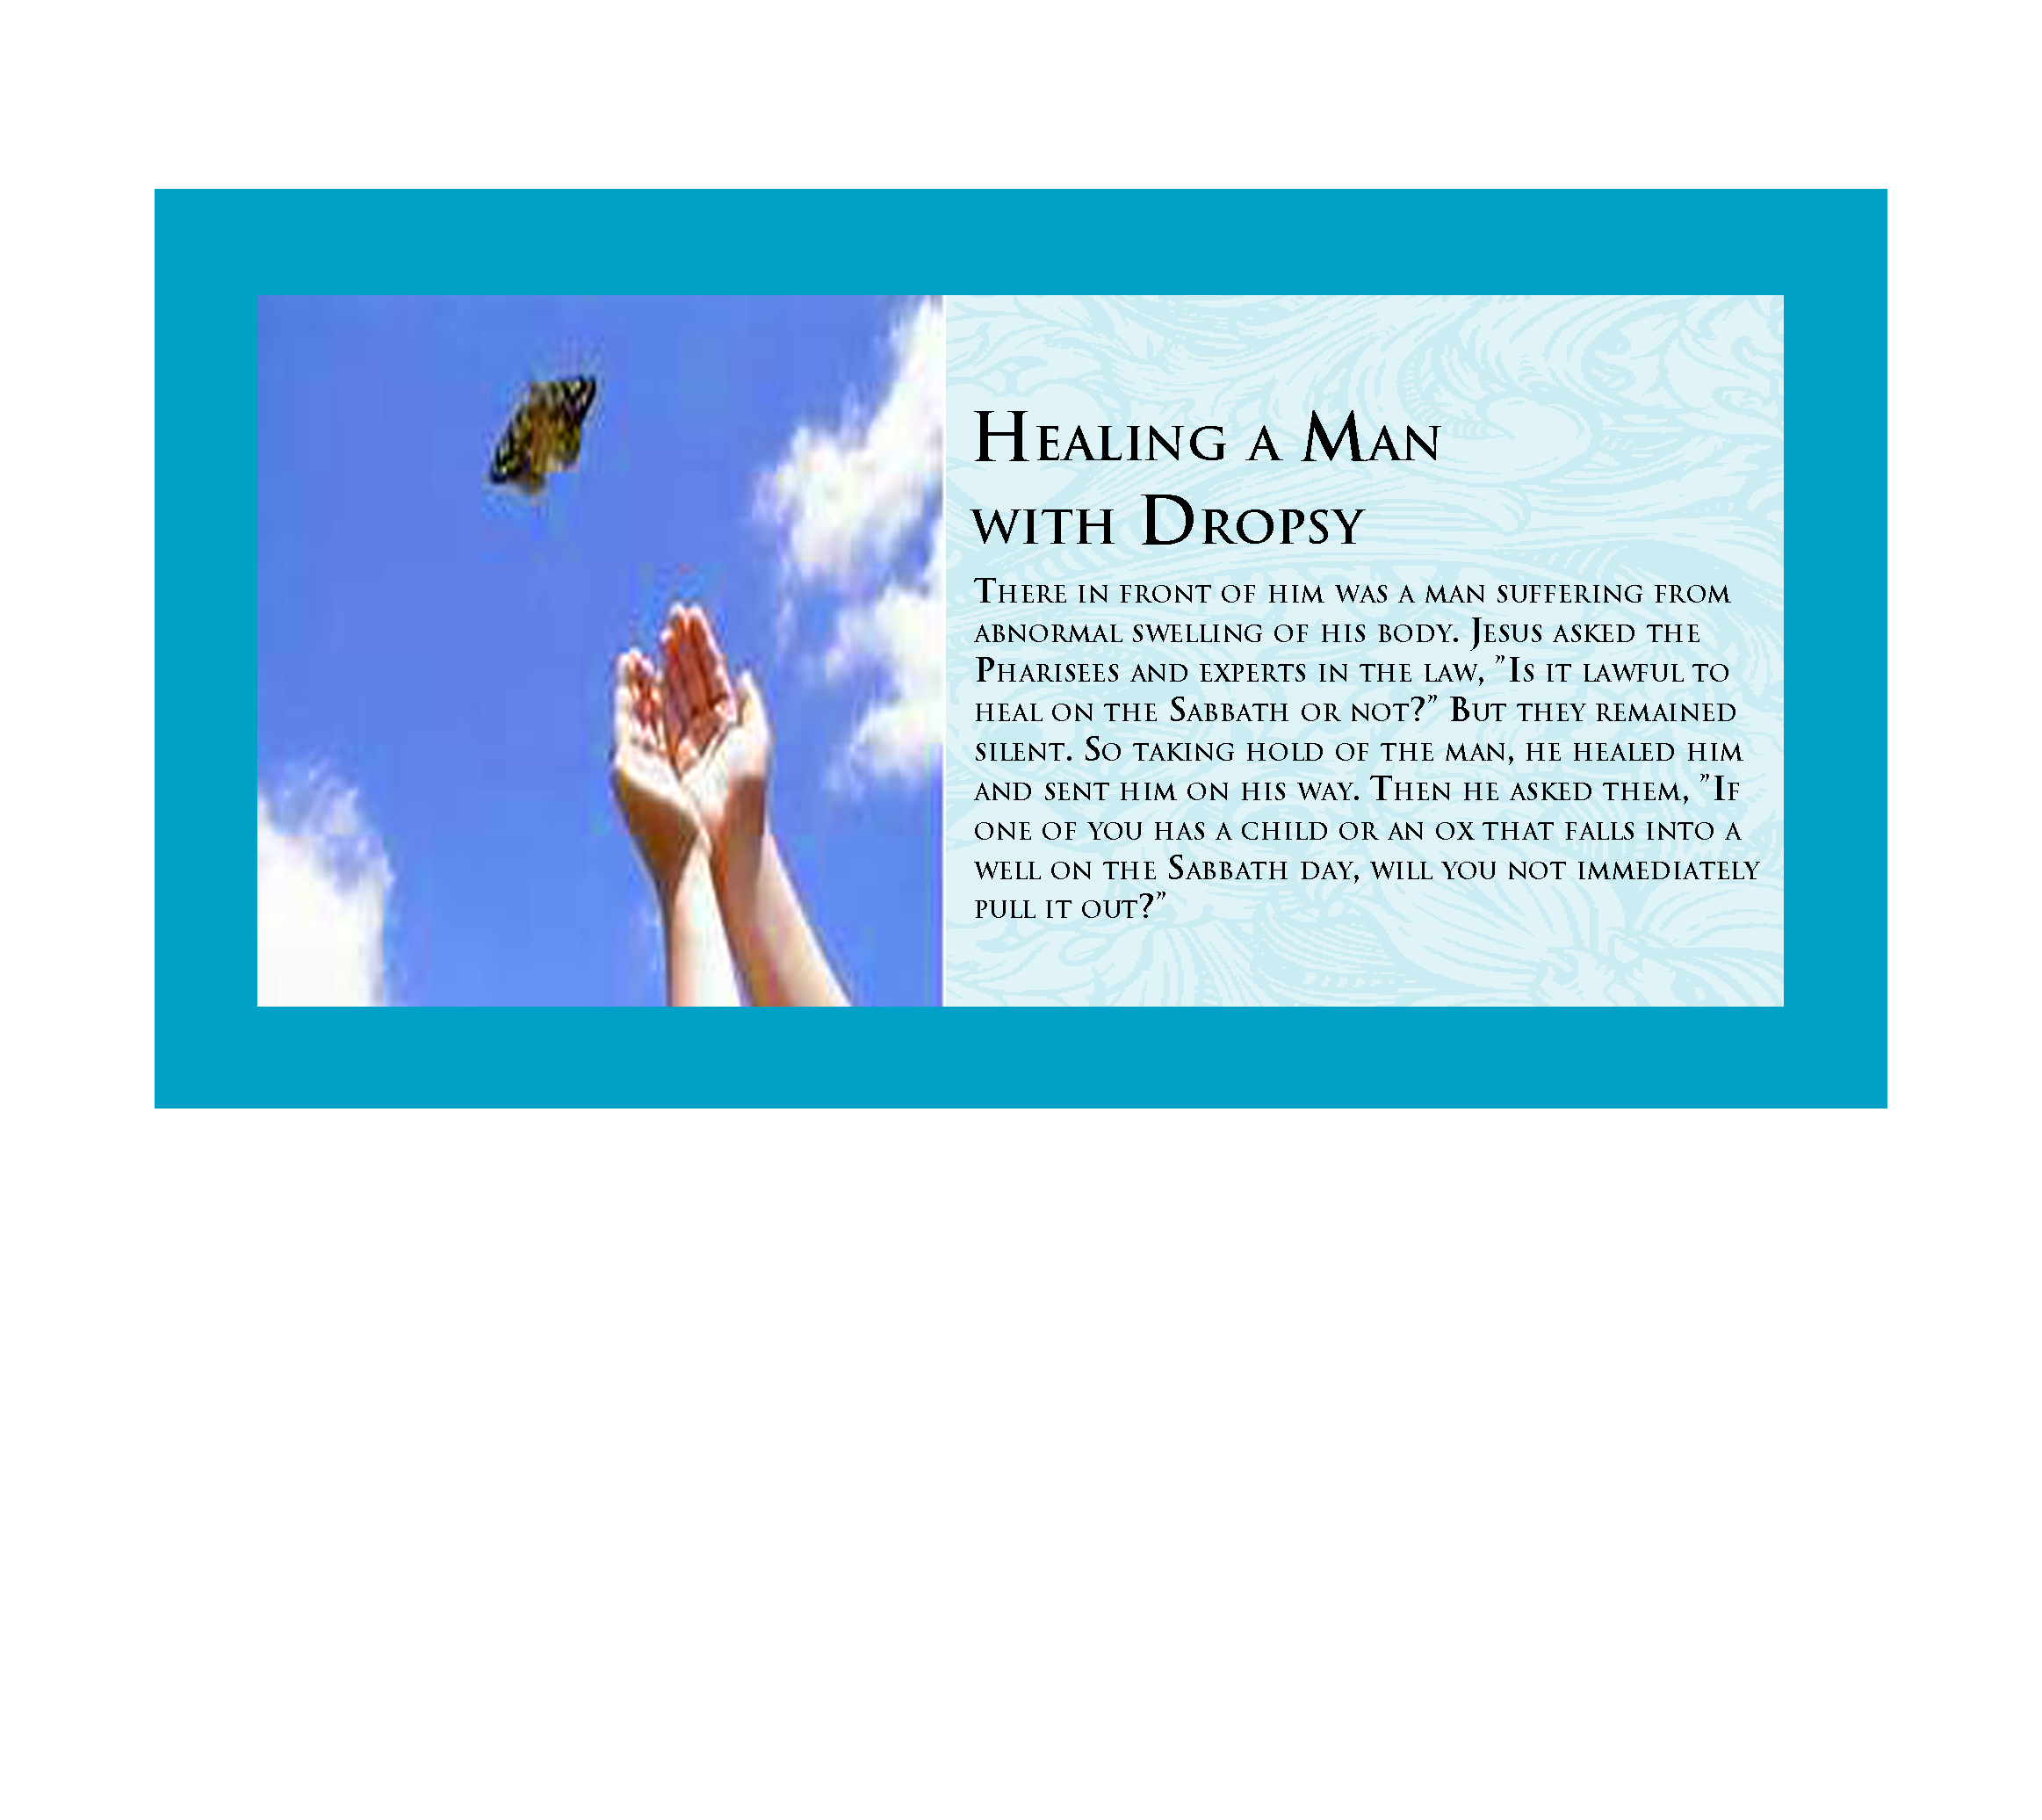 Healing a Man
with Dropsy
There in front of him was a man suffering from
abnormal swelling of his body. Jesus asked the
Pharisees and experts in the law, ”Is it lawful to
heal on the Sabbath or not?” But they remained
silent. So taking hold of the man, he healed him
and sent him on his way. Then he asked them, ”If
one of you has a child or an ox that falls into a
well on the Sabbath day, will you not immediately
pull it out?”